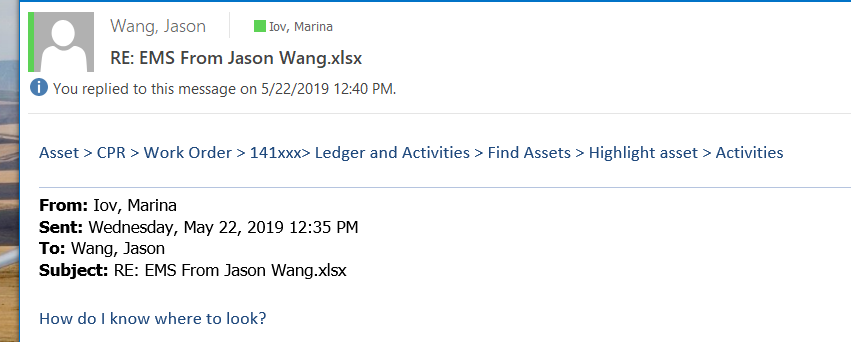 Wang, Jason
Iov, Marina
RE: EMS From Jason Wang.xlsx
You replied to this message on 5/22/2019 12:40 PM.
Asset > CPR > Work Order > 141xxx> Ledger and Activities > Find Assets > Highlight asset > Activities
From: Iov, Marina
Sent: Wednesday, May 22, 2019 12:35 PM
To: Wang, Jason
Subject: RE: EMS From Jason Wang.xlsx
How do I know where to look?